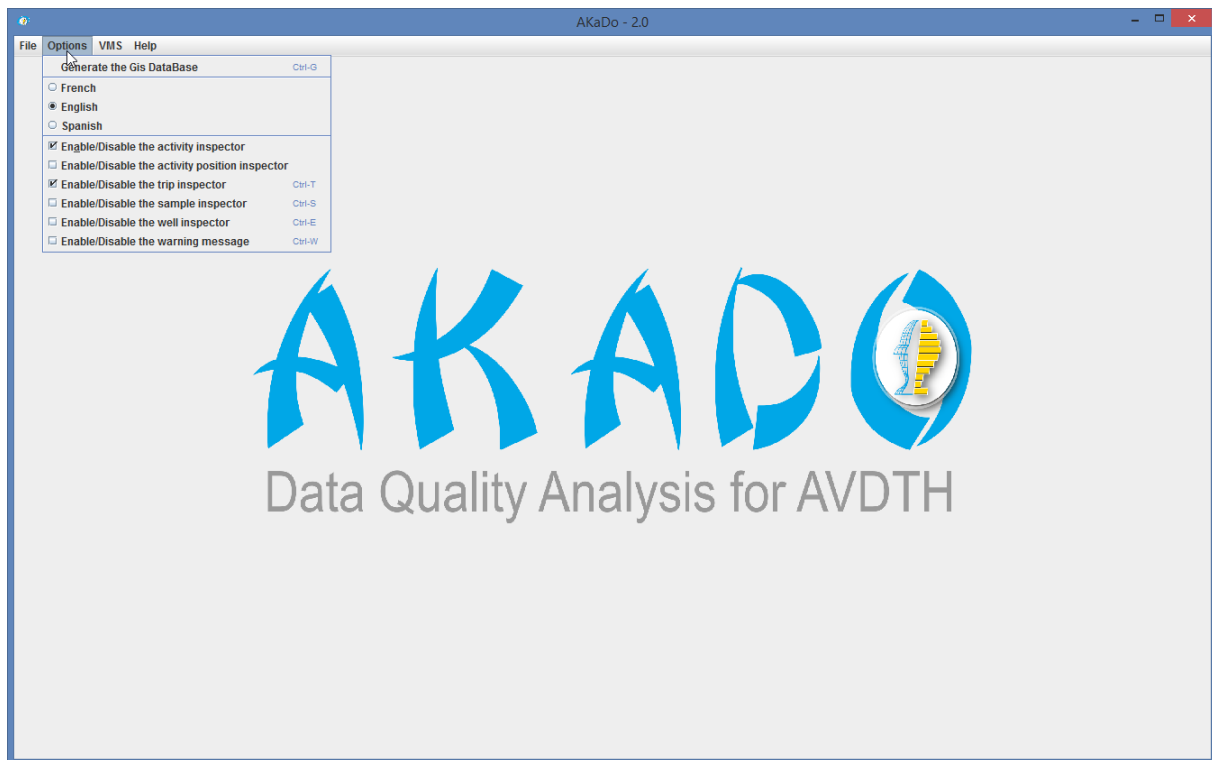 AKaDo - 2.0
File Options VMS Help
Generate the Gis DataBase Ctrl-G
French
English
Spanish
Enable/Disable the activity inspector
Enable/Disable the activity position inspector
Enable/Disable the trip inspector Ctrl-T
Enable/Disable the sample inspector Ctrl-S
Enable/Disable the well inspector Ctrl-E
Enable/Disable the warning message Ctrl-W
AKADO
Data Quality Analysis for AVDTH